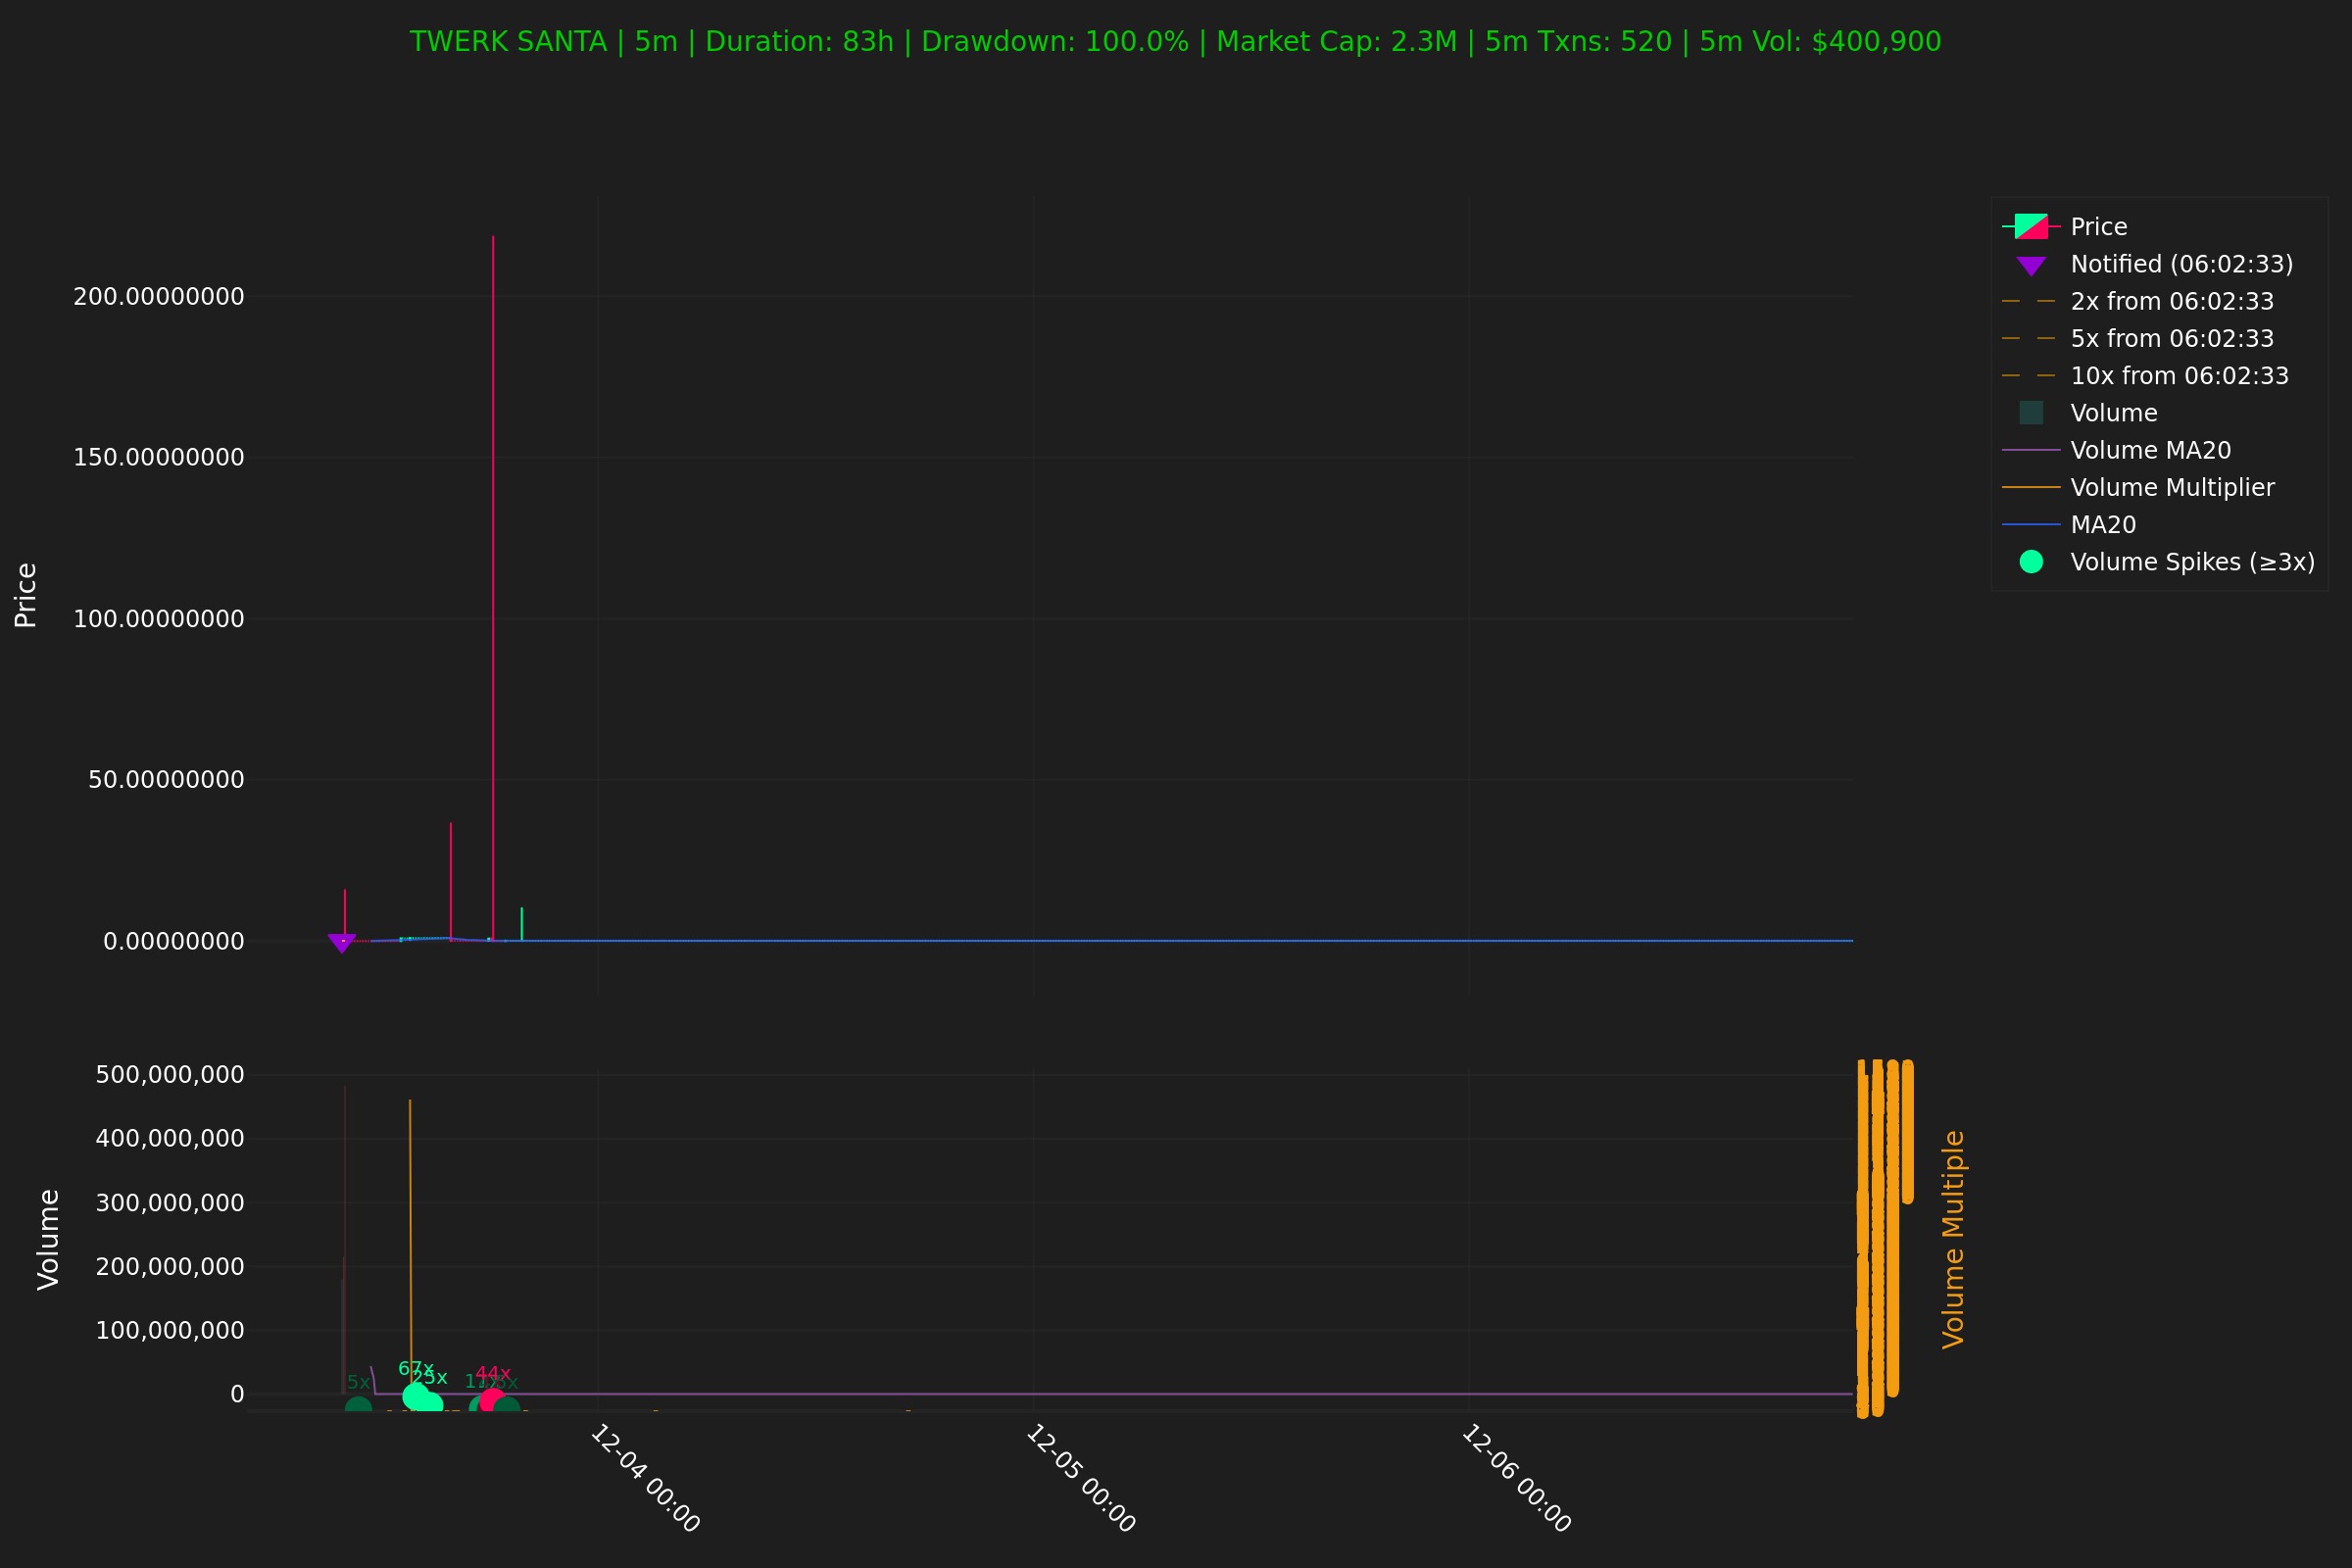 TWERK SANTA | 5m | Duration: 83h | Drawdown: 100.0% | Market Cap: 2.3M | 5m Txns: 520 | 5m Vol: $400,900
Price
200.00000000
150.00000000
100.00000000
50.00000000
0.00000000
Price
Notified (06:02:33)
2x from 06:02:33
5x from 06:02:33
10x from 06:02:33
Volume
Volume MA20
Volume Multiplier
MA20
Volume Spikes (≥3x)
Volume
500,000,000
400,000,000
300,000,000
200,000,000
100,000,000
0
5x
67x
25x
44x
Volume Multiple
12-04 00:00
12-05 00:00
12-06 00:00